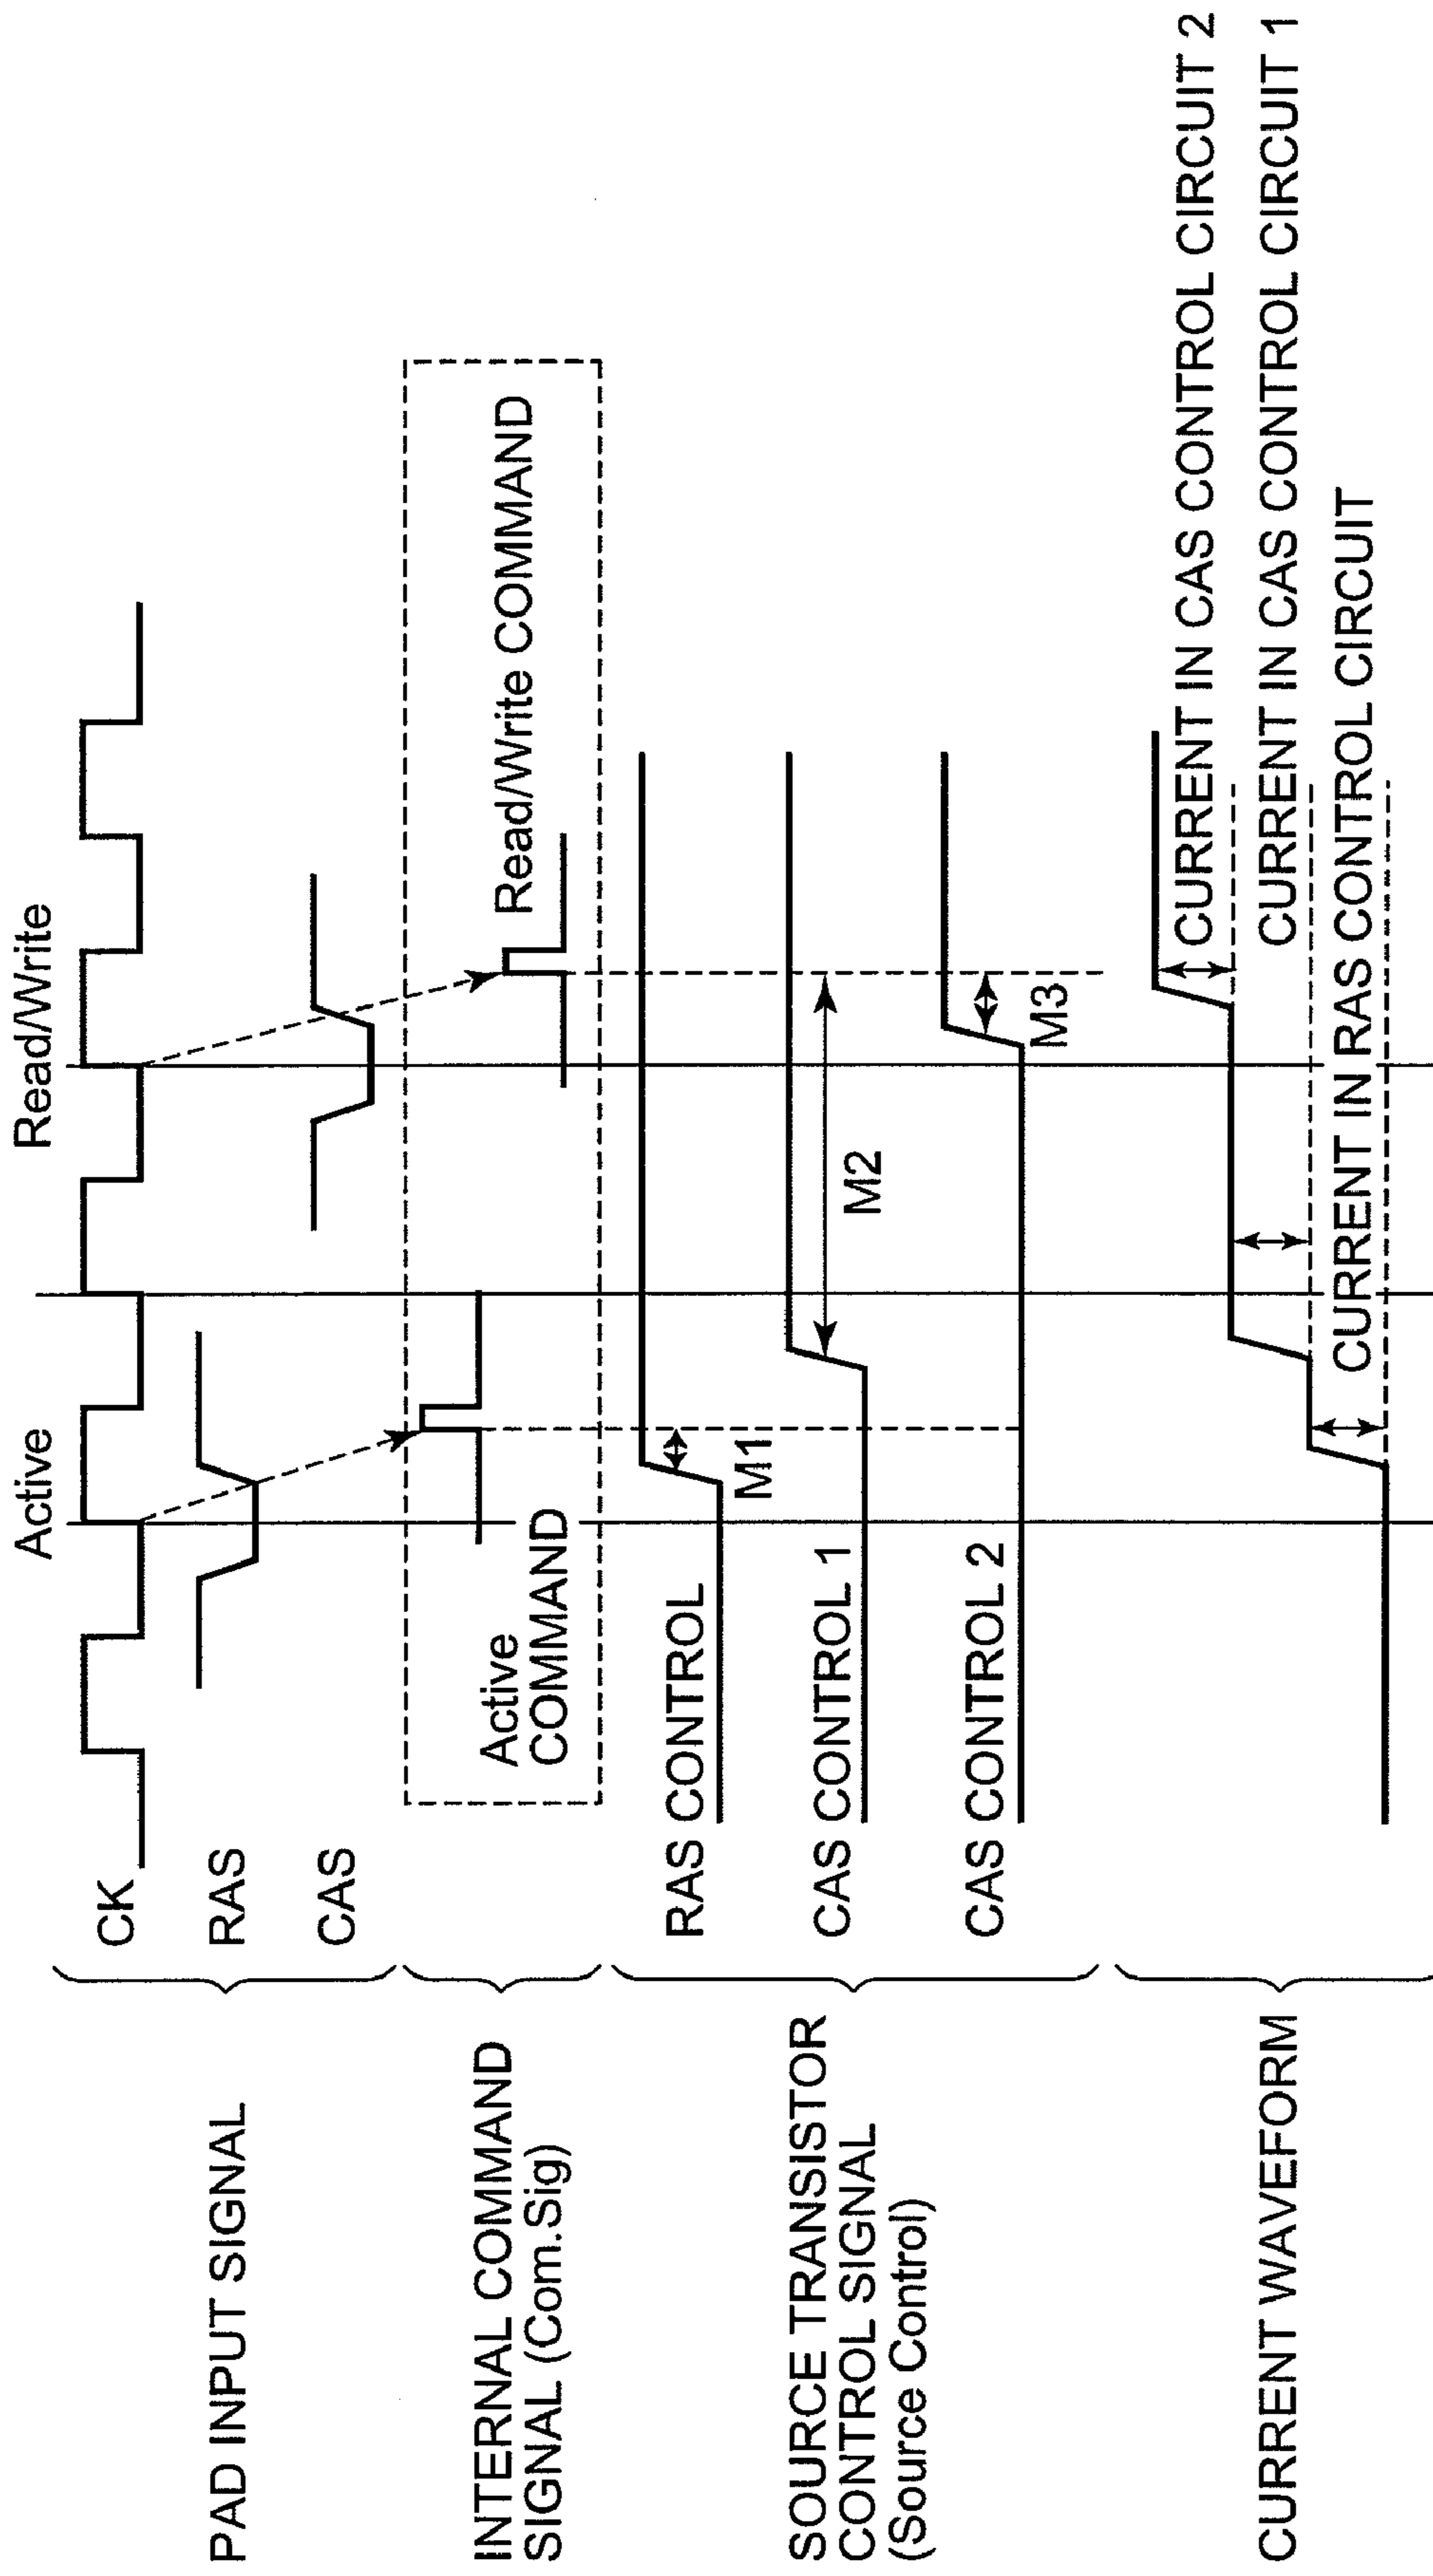 Active
Read/Write
PAD INPUT SIGNAL
CK
RAS
CAS
INTERNAL COMMAND
SIGNAL (Com.Sig)
Active
COMMAND
Read/Write COMMAND
SOURCE TRANSISTOR
CONTROL SIGNAL
(Source Control)
RAS CONTROL
M1
CAS CONTROL 1
M2
CAS CONTROL 2
M3
CURRENT WAVEFORM
CURRENT IN CAS CONTROL CIRCUIT 2
CURRENT IN CAS CONTROL CIRCUIT 1
CURRENT IN RAS CONTROL CIRCUIT